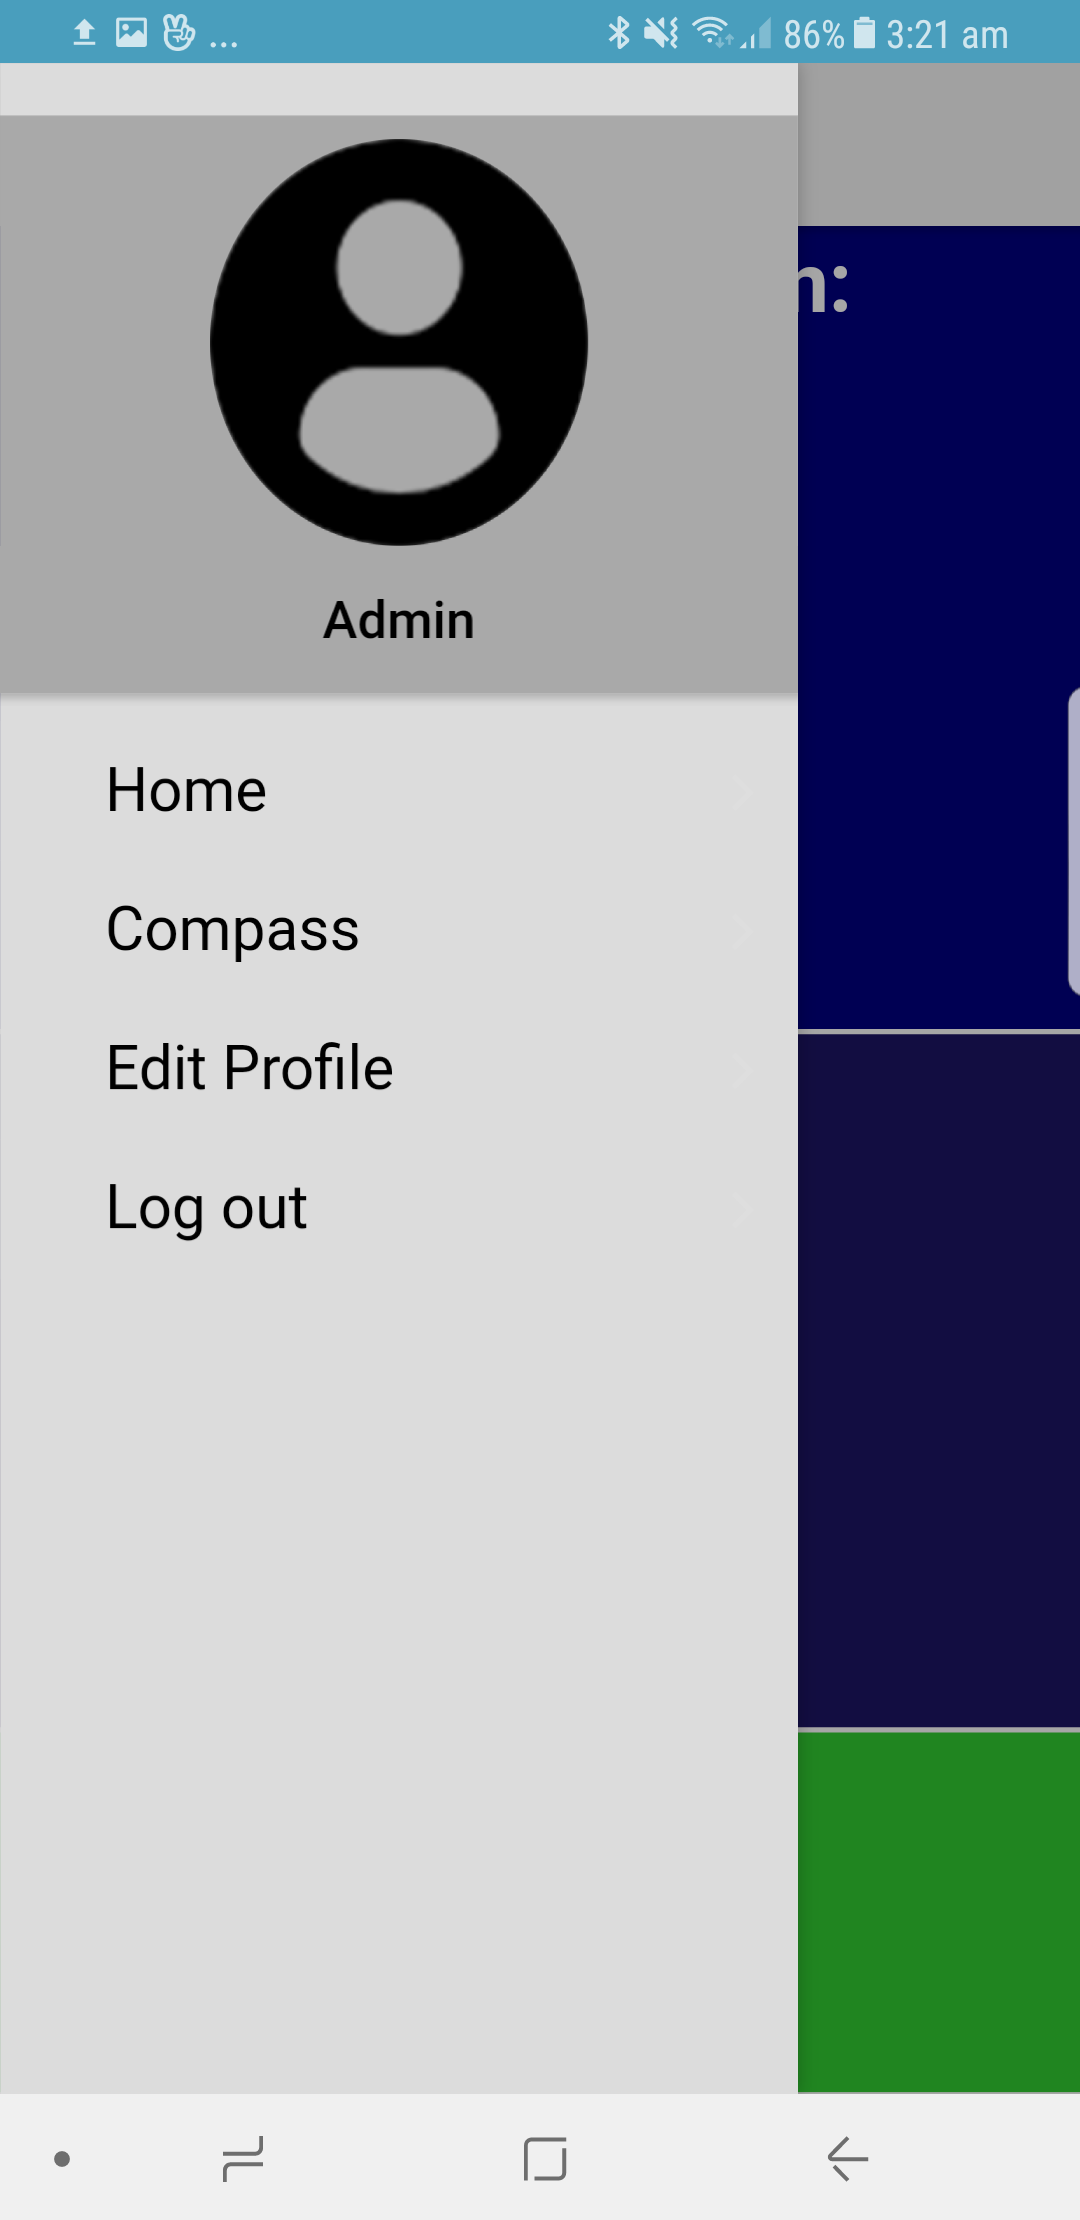 86% 3:21 am
n:
Admin
Home
Compass
Edit Profile
Log out